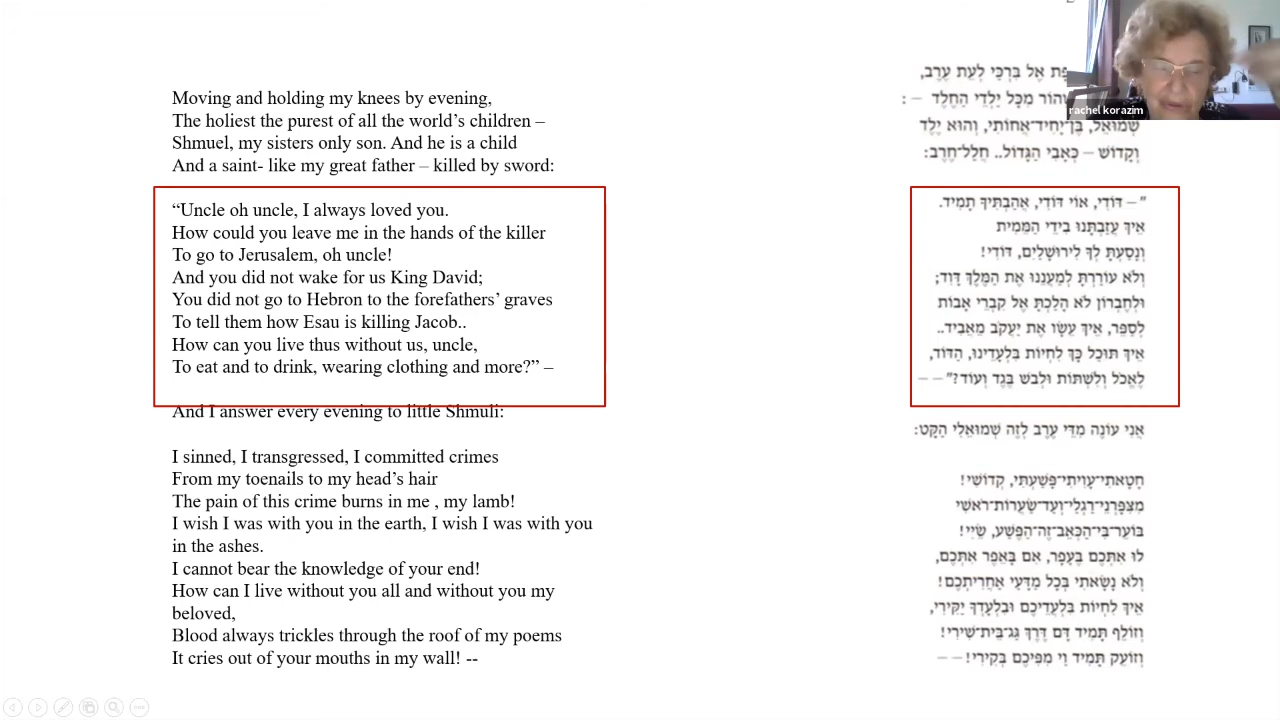 Moving and holding my knees by evening,
The holiest the purest of all the world's children –
Shmuel, my sisters only son. And he is a child
And a saint- like my great father – killed by sword:
“Uncle oh uncle, I always loved you.
How could you leave me in the hands of the killer
To go to Jerusalem, oh uncle!
And you did not wake for us King David;
You did not go to Hebron to the forefathers’ graves
To tell them how Esau is killing Jacob..
How can you live thus without us, uncle,
To eat and to drink, wearing clothing and more?” –
And I answer every evening to little Shmuli:
I sinned, I transgressed, I committed crimes
From my toenails to my head’s hair
The pain of this crime burns in me , my lamb!
I wish I was with you in the earth, I wish I was with you
in the ashes.
I cannot bear the knowledge of your end!
How can I live without you all and without you my
beloved,
Blood always trickles through the roof of my poems
It cries out of your mouths in my wall! --
אֶל בִּרְכַּי לְעֵת עֶרֶב,
מִכָּל יַלְדֵי הַחֶלֶד – :
שְׁמוּאֵל, בֶּן־יָחִיד־אֲחוֹתִי, וְהוּא יֶלֶד
וְקָדוֹשׁ – כְּאָבִי הַגָּדוֹל.. חֲלַל־חֶרֶב:
"– דּוֹדִי, אוֹי דּוֹדִי, אֲהַבְתִּיךָ תָמִיד.
אֵיךְ עֲזַבְתָּנוּ בִּידֵי הַמֵּמִית
וְנָסַעְתָּ לְךָ לִירוּשָׁלַיִם, דּוֹדִי!
וְלֹא עוֹרַרְתָּ לְמַעֲנֵנוּ אֶת הַמֶּלֶךְ דָּוִד;
וּלְחֶבְרוֹן לֹא הָלַכְתָּ אֶל קִבְרֵי אָבוֹת
לְסַפֵּר, אֵיךְ עֵשָׂו אֶת יַעֲקֹב מַאֲבִיד..
אֵיךְ תּוּכַל כָּךְ לִחְיוֹת בִּלְעָדֵינוּ, הַדּוֹד,
לֶאֱכֹל וְלִשְׁתּוֹת וּלְבֹשׁ בֶּגֶד וְעוֹד?" – –
אֲנִי עוֹנֶה מִדֵּי עֶרֶב לְזֶה שְׁמוּאֵלִי הַקָּט:
חָטָאתִי־עָוִיתִי־פָּשַׁעְתִּי, קְדוֹשִׁי!
מִצִּפָּרְנֵי־רַגְלַי־וְעַד־שַׂעֲרוֹת־רֹאשִׁי
בּוֹעֵר־בִּי־הַכְּאֵב־זֶה־הַפֶּשַׁע, שֵׂיִי!
לוּ אִתְּכֶם בֶּעָפָר, אִם בָּאֵפֶר אִתְּכֶם,
וְלֹא נָשָׂאתִי בְּכָל מַדָּעַי אַחֲרִיתְכֶם!
אֵיךְ לִחְיוֹת בִּלְעֲדֵיכֶם וּבִלְעָדֶךָ יַקִּירִי,
וְזוֹלֵף תָּמִיד דָּם דֶּרֶךְ גַּג־בֵּית־שִׁירִי!
וְזוֹעֵק תָּמִיד וַי מִפִּיכֶם בְּקִירִי! – –
rachel korazim